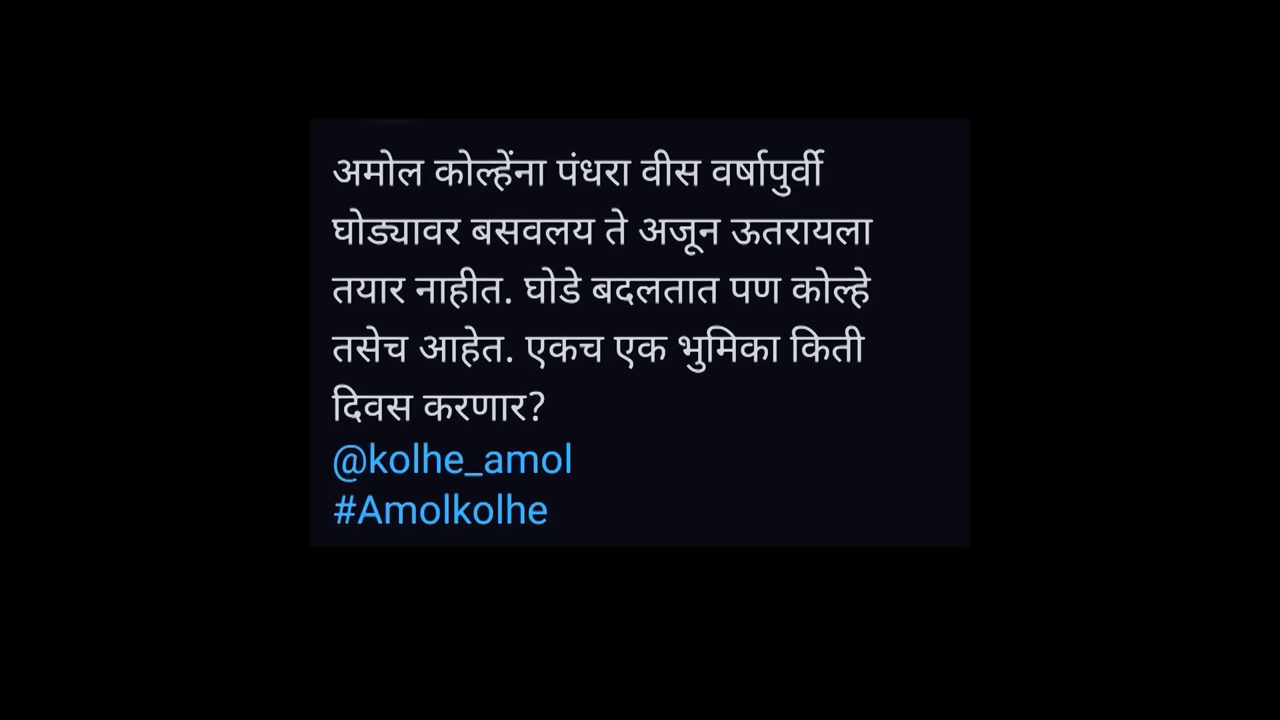 अमोल कोल्हेंना पंधरा वीस वर्षापुर्वी
घोड्यावर बसवलय ते अजून ऊतरायला
तयार नाहीत. घोडे बदलतात पण कोल्हे
तसेच आहेत. एकच एक भुमिका किती
दिवस करणार?
@kolhe_amol
#Amolkolhe